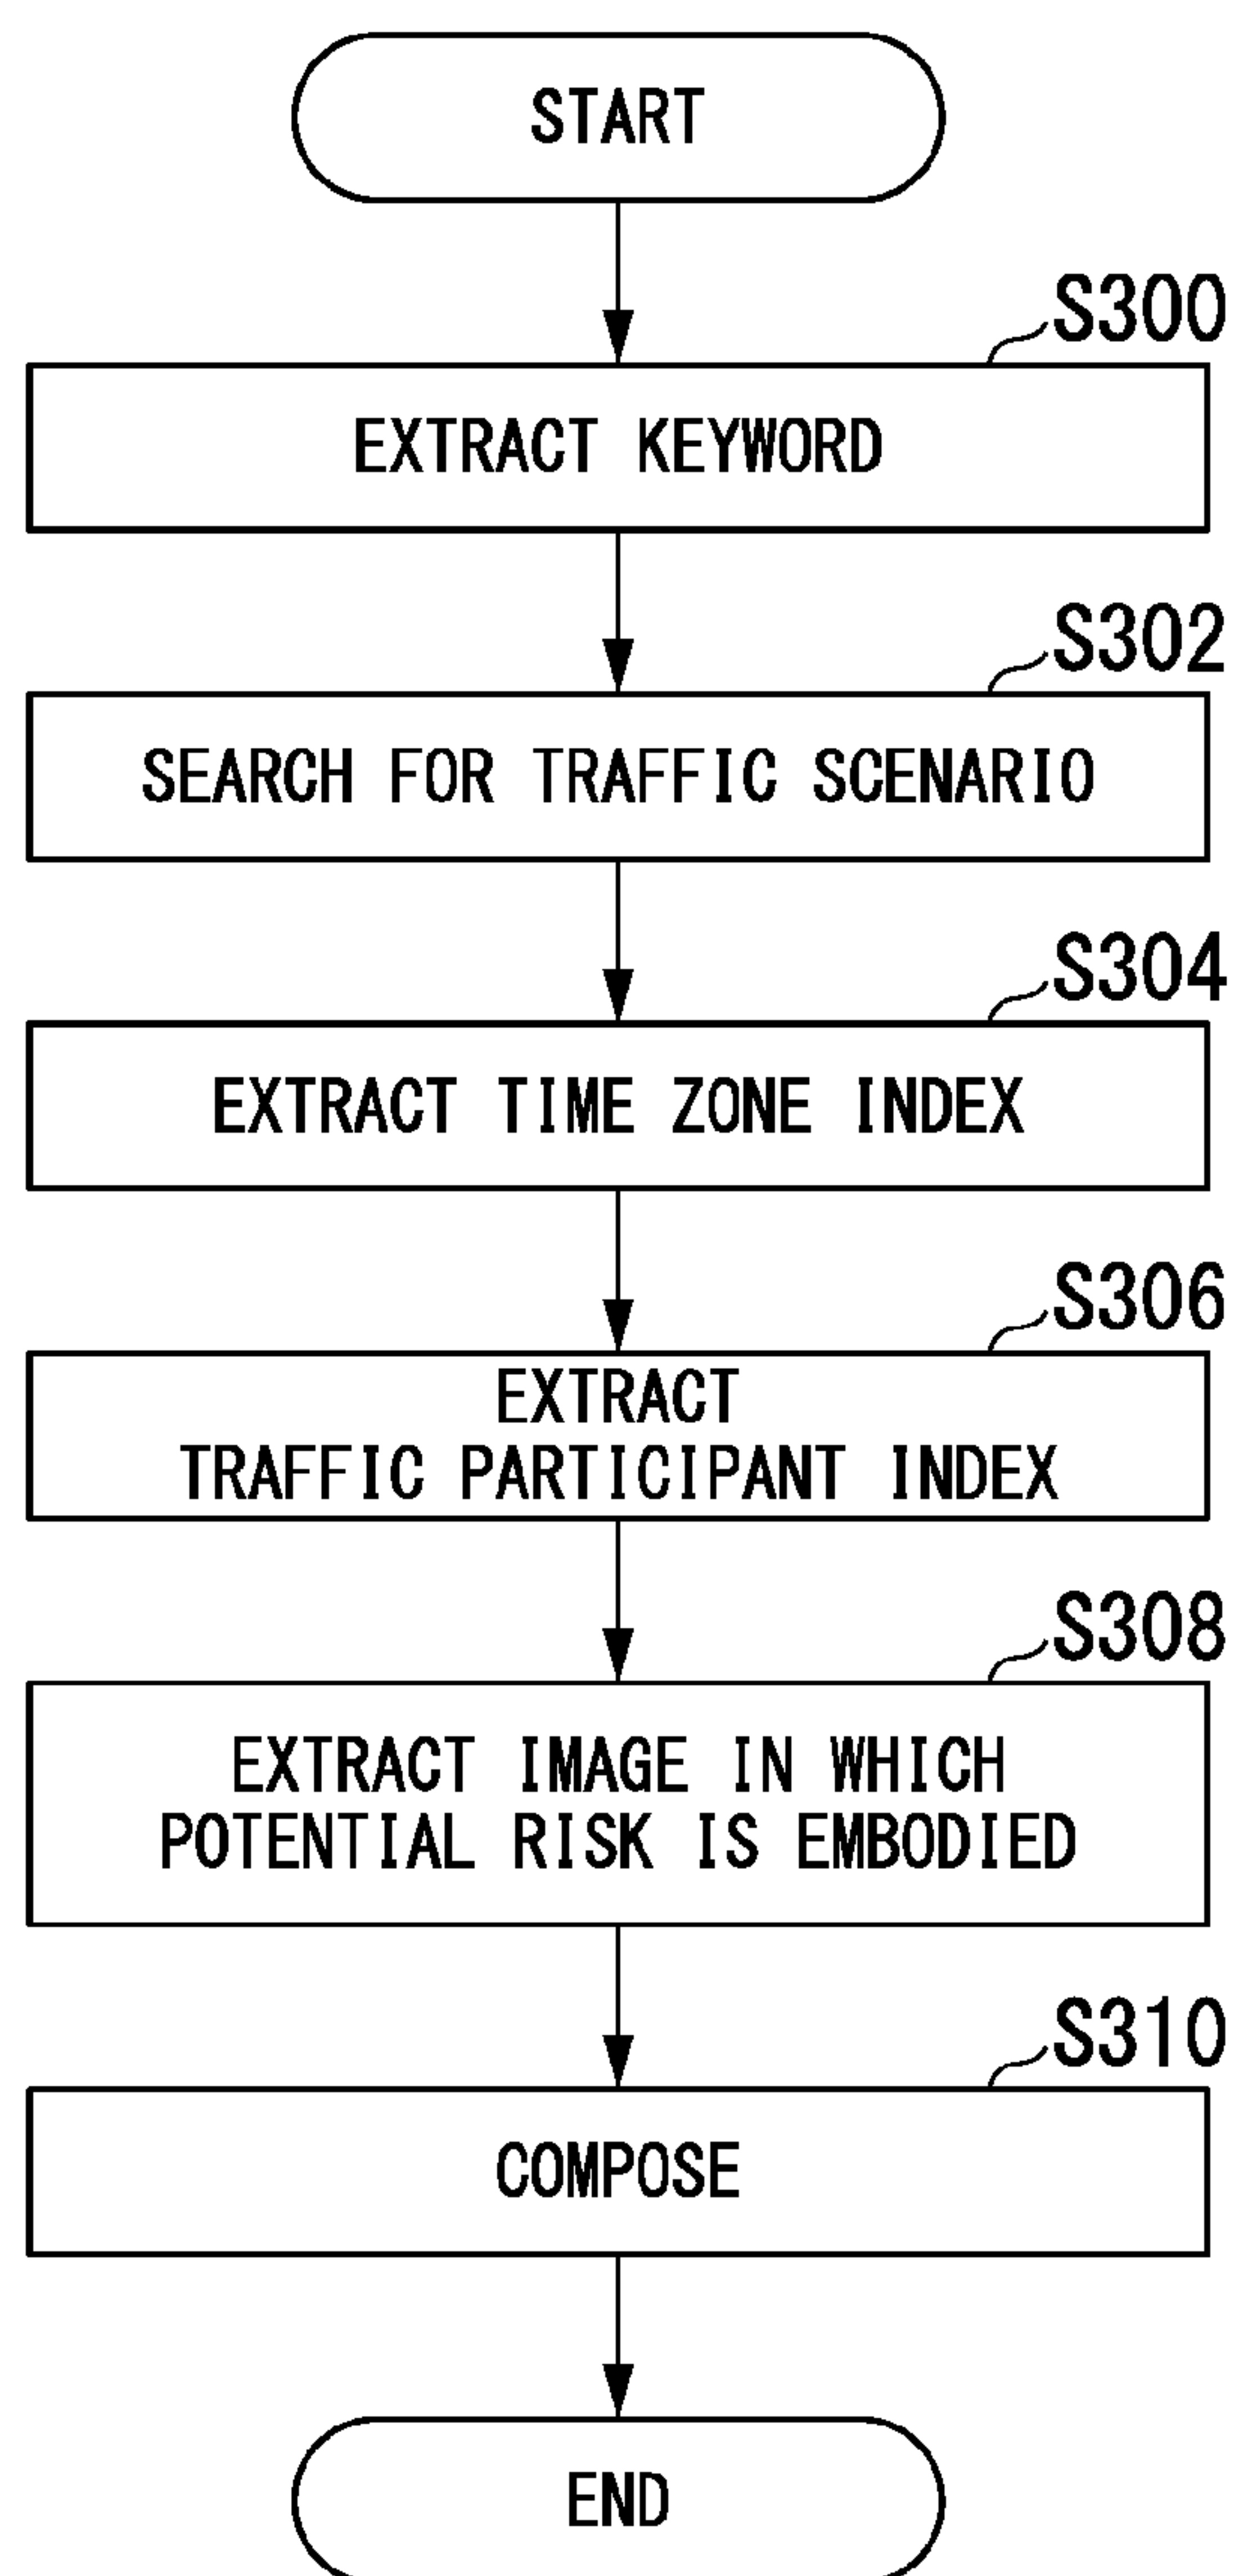 START
S300
EXTRACT KEYWORD
S302
SEARCH FOR TRAFFIC SCENARIO
S304
EXTRACT TIME ZONE INDEX
S306
EXTRACT
TRAFFIC PARTICIPANT INDEX
S308
EXTRACT IMAGE IN WHICH
POTENTIAL RISK IS EMBODIED
S310
COMPOSE
END